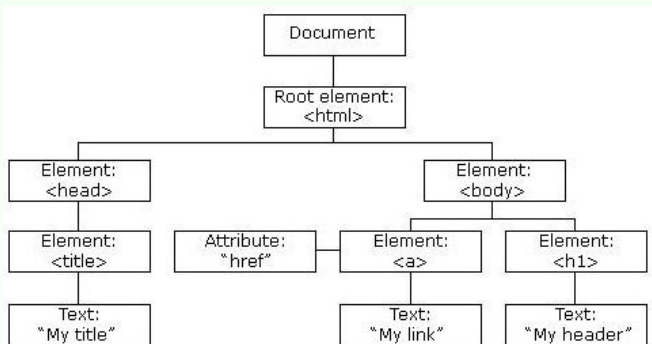 Document
Root element:
<html>
Element:
<head>
Element:
<body>
Element:
<title>
Attribute:
"href"
Element:
<a>
Element:
<h1>
Text:
"My title"
Text:
"My link"
Text:
"My header"